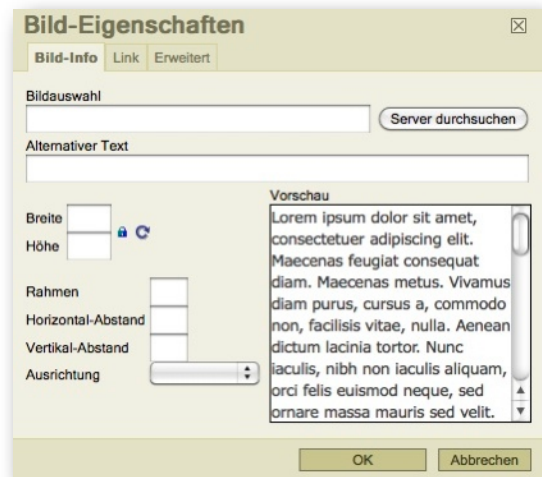 Bild-Eigenschaften
Bild-Info Link Erweitert
Bildauswahl
Server durchsuchen
Alternativer Text
Breite
Höhe
Rahmen
Horizontal-Abstand
Vertikal-Abstand
Ausrichtung
Vorschau
Lorem ipsum dolor sit amet,
consectetuer adipiscing elit.
Maecenas feugiat consequat
diam. Maecenas metus. Vivamus
diam purus, cursus a, commodo
non, facilisis vitae, nulla. Aenean
dictum lacinia tortor. Nunc
iaculis, nibh non iaculis aliquam,
orci felis euismod neque, sed
ornare massa mauris sed velit.
OK Abbrechen